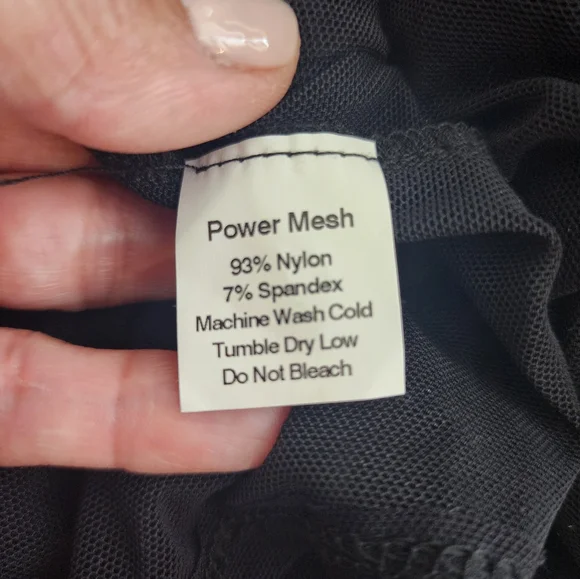 Power Mesh
93% Nylon
7% Spandex
Machine Wash Cold
Tumble Dry Low
Do Not Bleach